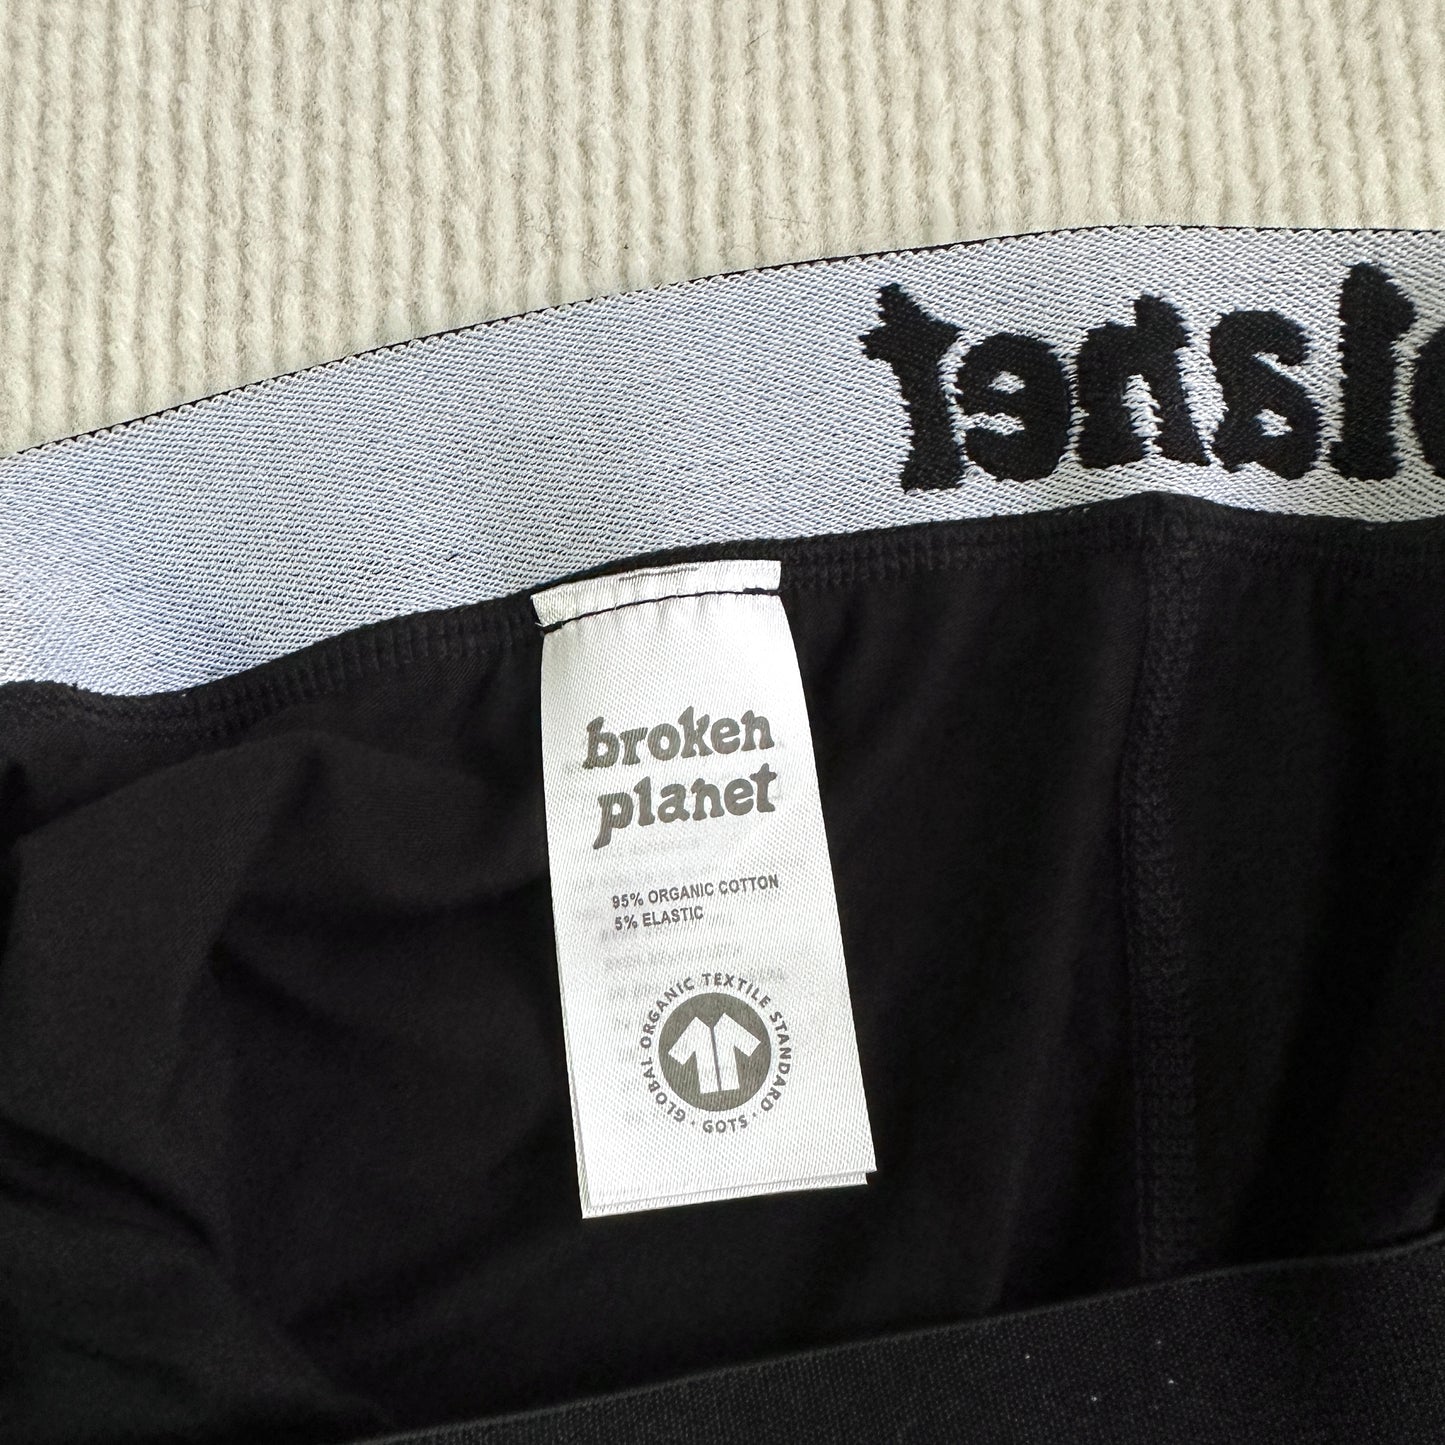 planet
broken
planet
95% ORGANIC COTTON
5% ELASTIC
GLOBAL ORGANIC TEXTILE STANDARD · GOTS ·